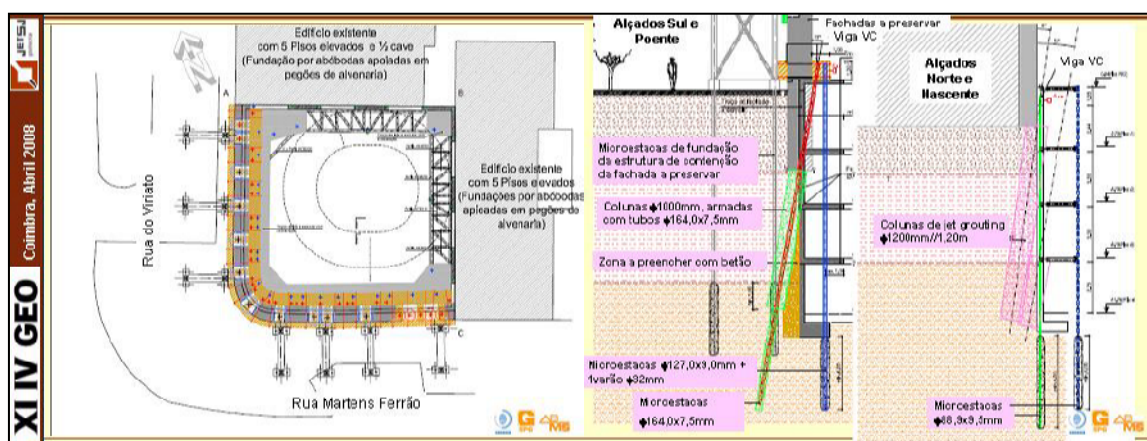 JetSJ
XIV GEO
Coimbra, Abril 2008
Edifício existente
com 5 Pisos elevados e ½ cave
(Fundação por abóbodas apoiadas em
pegões de alvenaria)
A
B
Rua do Viriato
Edifício existente
com 5 Pisos elevados
(Fundações por abóbodas
apoiadas em pegões de
alvenaria)
C
Rua Martens Ferrão
Alçados Sul e
Poente
Fachadas a preservar
Viga VC
Microestacas de fundação
da estrutura de contenção
da fachada a preservar
Colunas ϕ1000mm, armadas
com tubos ϕ164,0x7,5mm
Zona a preencher com betão
Microestacas ϕ127,0x9,0mm +
1varão ϕ32mm
Microestacas
ϕ164,0x7,5mm
Alçados
Norte e
Nascente
Viga VC
Colunas de jet grouting
ϕ1200mm//1,20m
Microestacas
ϕ88,9x9,5mm